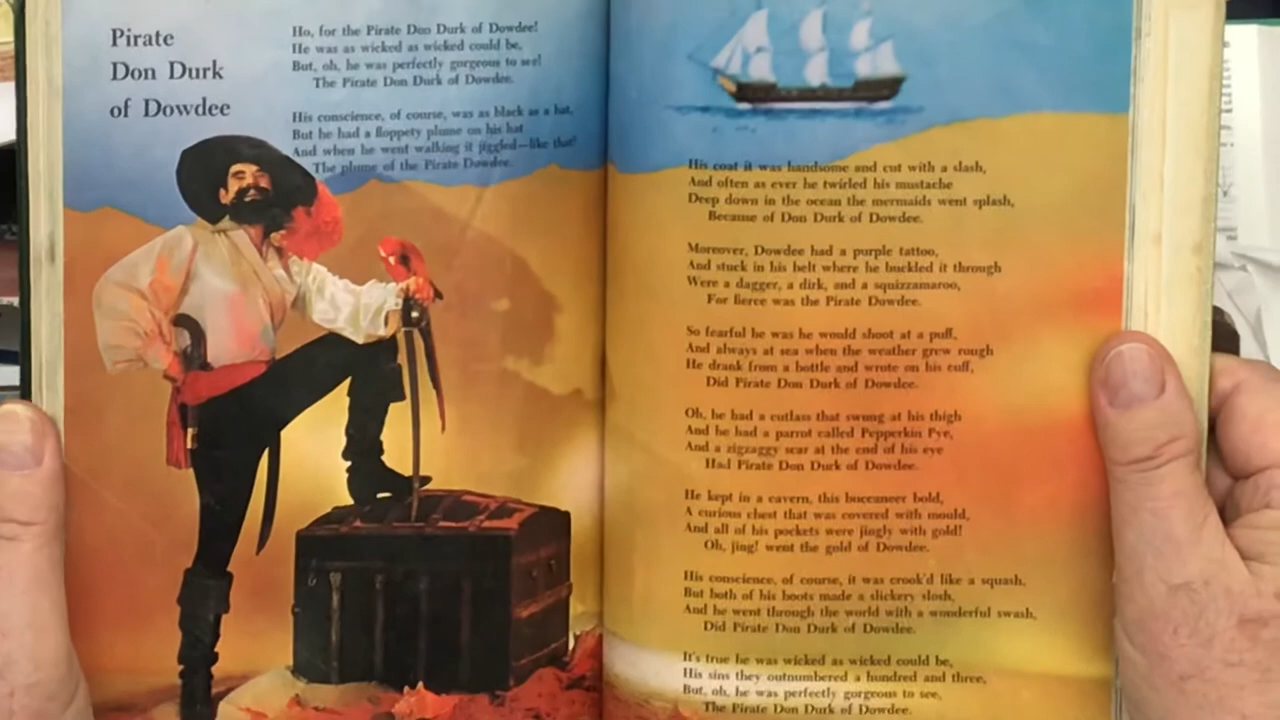 Pirate
Don Durk
of Dowdee
Ho, for the Pirate Don Durk of Dowdee!
He was as wicked as wicked could be,
But, oh, he was perfectly gorgeous to see!
The Pirate Don Durk of Dowdee.
His conscience, of course, was as black as a bat,
But he had a floppety plume on his hat
And when he went walking it jiggled—like that!
The plume of the Pirate Dowdee.
His coat it was handsome and cut with a slash,
And often as ever he twirled his mustache
Deep down in the ocean the mermaids went splash,
Because of Don Durk of Dowdee.
Moreover, Dowdee had a purple tattoo,
And stuck in his belt where he buckled it through
Were a dagger, a dirk, and a squizzamaroo,
For fierce was the Pirate Dowdee.
So fearful he was he would shoot at a puff,
And always at sea when the weather grew rough
He drank from a bottle and wrote on his cuff,
Did Pirate Don Durk of Dowdee.
Oh, he had a cutlass that swung at his thigh
And he had a parrot called Pepperkin Pye,
And a zigzaggy scar at the end of his eye
Had Pirate Don Durk of Dowdee.
He kept in a cavern, this buccaneer bold,
A curious chest that was covered with mould,
And all of his pockets were jingly with gold!
Oh, jing! went the gold of Dowdee.
His conscience, of course, it was crook'd like a squash,
But both of his boots made a slickery slosh,
And he went through the world with a wonderful swash,
Did Pirate Don Durk of Dowdee.
It's true he was wicked as wicked could be,
His sins they outnumbered a hundred and three,
But, oh, he was perfectly gorgeous to see,
The Pirate Don Durk of Dowdee.